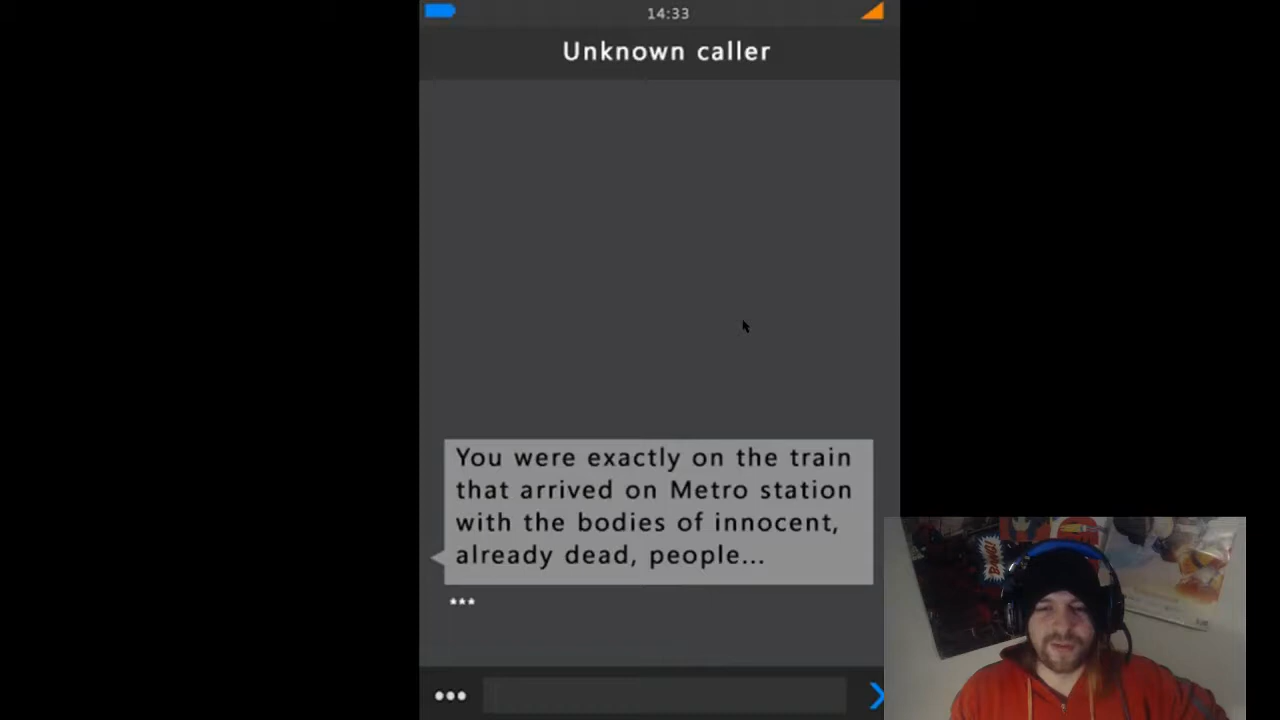 14:33
Unknown caller
You were exactly on the train
that arrived on Metro station
with the bodies of innocent,
already dead, people...
***
BANG!